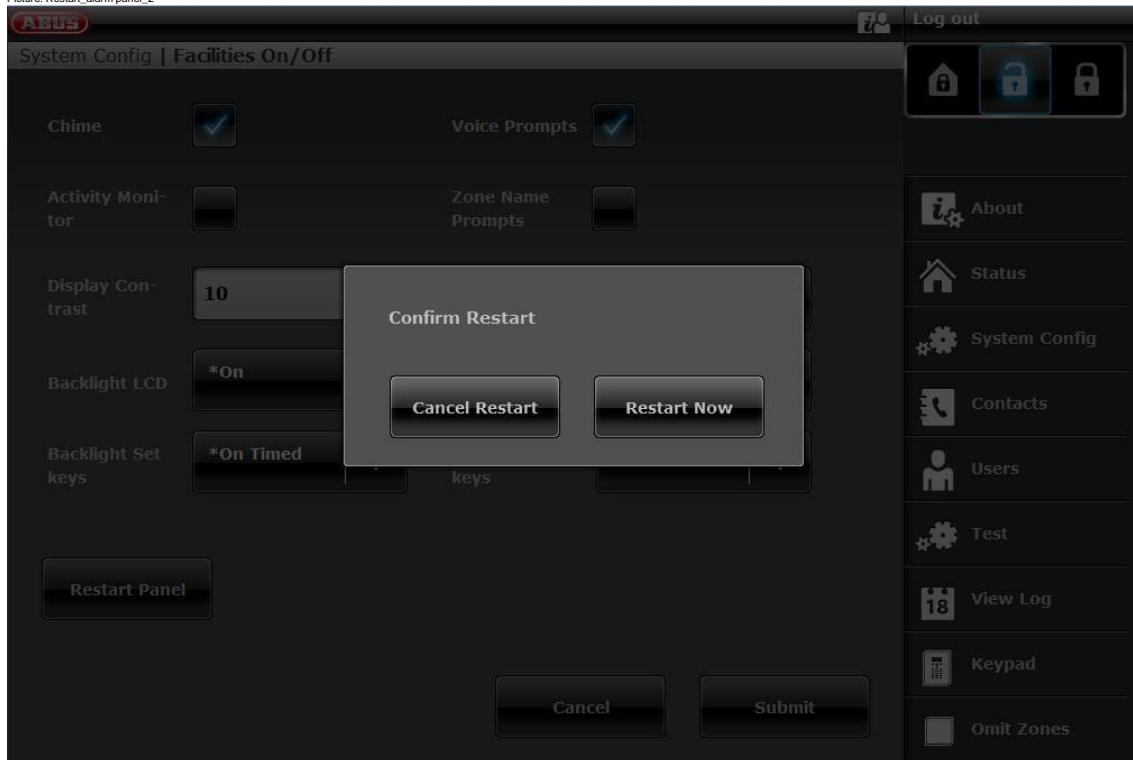 Picture: Restart_alarm panel_2
ABUS
Log out
System Config | Facilities On/Off
Chime
Voice Prompts
Activity Moni-
tor
Zone Name
Prompts
Display Con-
trast
10
Confirm Restart
Cancel Restart
Restart Now
Backlight LCD
*On
Backlight Set
keys
*On Timed
keys
Restart Panel
Cancel
Submit
About
Status
System Config
Contacts
Users
Test
18
View Log
Keypad
Omit Zones